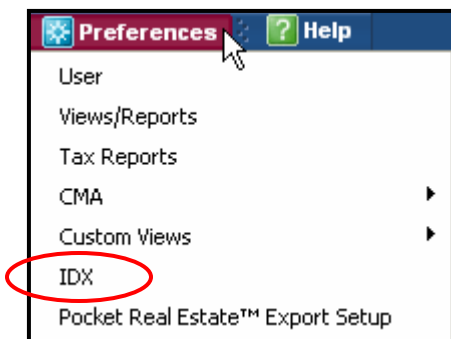 Preferences Help
User
Views/Reports
Tax Reports
CMA
Custom Views
IDX
Pocket Real Estate™ Export Setup